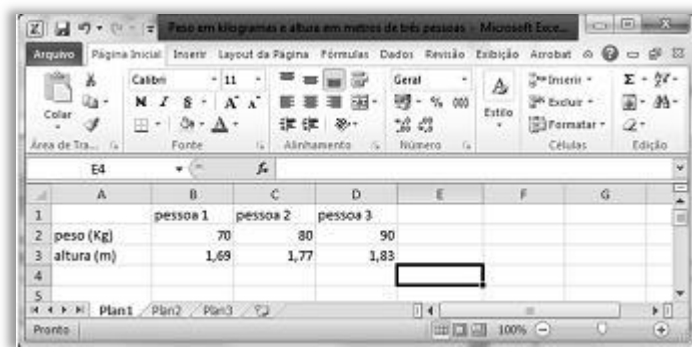 Peso em kilogramas e altura em metros de três pessoas - Microsoft Exce...
Arquivo Página Inicial Inserir Layout da Página Fórmulas Dados Revisão Exibição Acrobat
Calibri 11 Geral Inserir Σ
Colar N I S A A % 000 Estilo Excluir
Formatar
Área de Tra... Fonte Alinhamento Número Células Edição
E4 fx
A B C D E F G
1 pessoa 1 pessoa 2 pessoa 3
2 peso (Kg) 70 80 90
3 altura (m) 1,69 1,77 1,83
4
5
Plan1 Plan2 Plan3
Pronto 100%